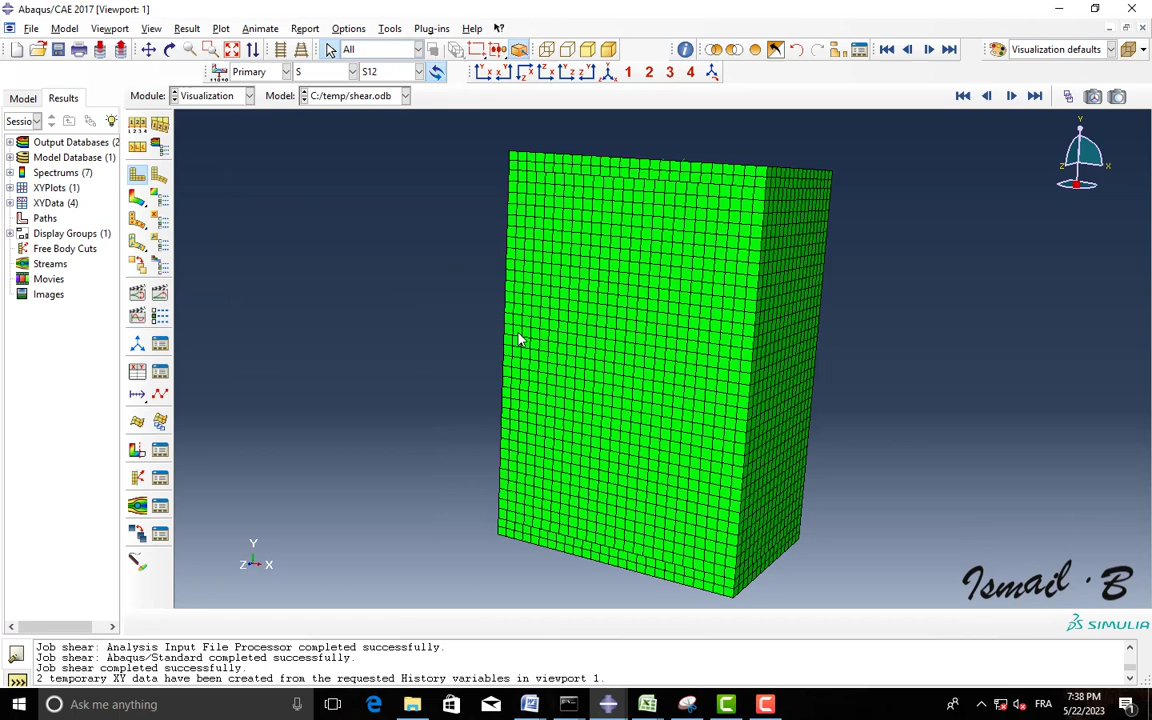 Abaqus/CAE 2017 [Viewport: 1]
File Model Viewport View Result Plot Animate Report Options Tools Plug-ins Help
All Visualization defaults
Primary S S12 1 2 3 4
Model Results Module: Visualization Model: C:/temp/shear.odb
Sessio
Output Databases (2
Model Database (1)
Spectrums (7)
XYPlots (1)
XYData (4)
Paths
Display Groups (1)
Free Body Cuts
Streams
Movies
Images
Y
Z X
Y
Z X
Ismail . B
SIMULIA
Job shear: Analysis Input File Processor completed successfully.
Job shear: Abaqus/Standard completed successfully.
Job shear completed successfully.
2 temporary XY data have been created from the requested History variables in viewport 1.
Ask me anything FRA 7:38 PM
5/22/2023